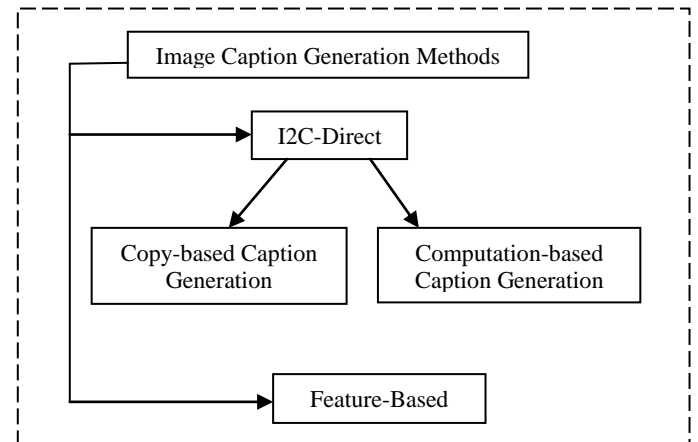 Image Caption Generation Methods
I2C-Direct
Copy-based Caption
Generation
Computation-based
Caption Generation
Feature-Based